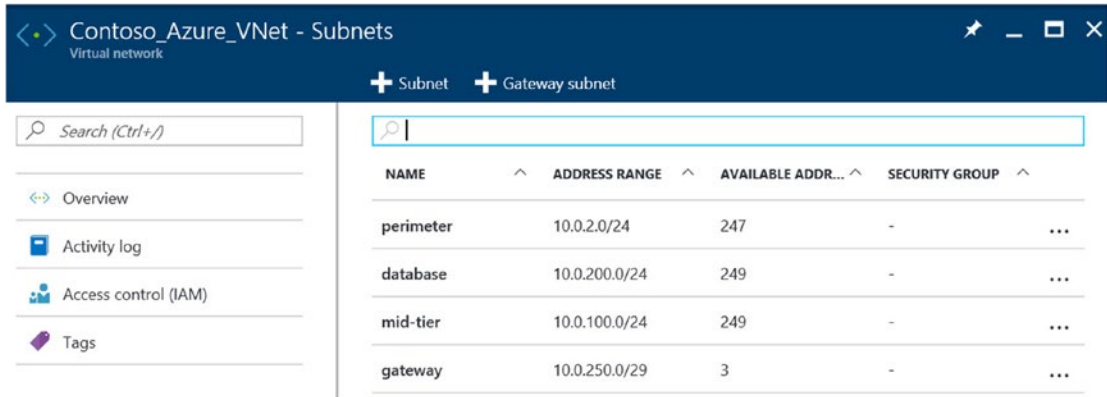 Contoso_Azure_VNet - Subnets
Virtual network
Subnet Gateway subnet
Search (Ctrl+/)
Overview
Activity log
Access control (IAM)
Tags
NAME ADDRESS RANGE AVAILABLE ADDR... SECURITY GROUP
perimeter 10.0.2.0/24 247 - ...
database 10.0.200.0/24 249 - ...
mid-tier 10.0.100.0/24 249 - ...
gateway 10.0.250.0/29 3 - ...